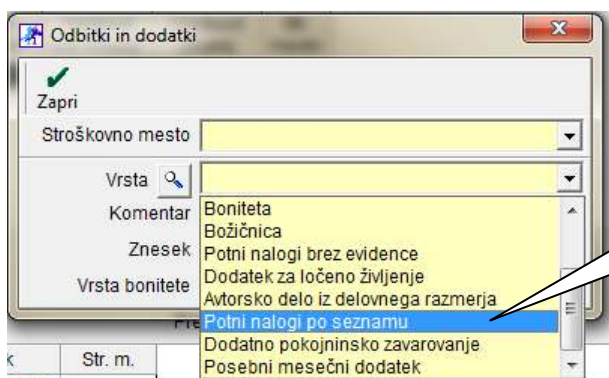 Odbitki in dodatki
Zapri
Stroškovno mesto
Vrsta
Komentar
Znesek
Vrsta bonitete
Boniteta
Božičnica
Potni nalogi brez evidence
Dodatek za ločeno življenje
Avtorsko delo iz delovnega razmerja
Potni nalogi po seznamu
Dodatno pokojninsko zavarovanje
Posebni mesečni dodatek
Str. m.